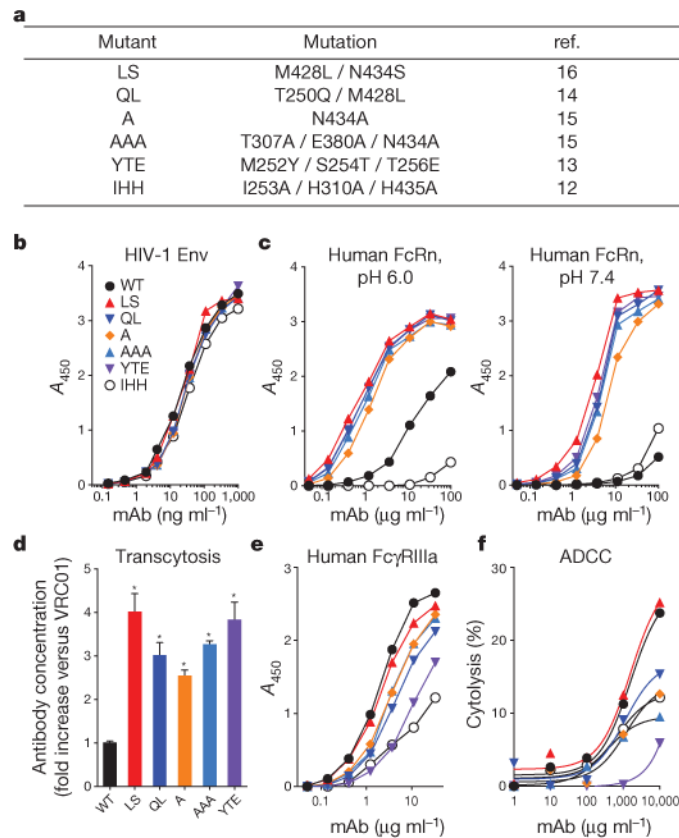 a
Mutant Mutation ref.
LS M428L / N434S 16
QL T250Q / M428L 14
A N434A 15
AAA T307A / E380A / N434A 15
YTE M252Y / S254T / T256E 13
IHH I253A / H310A / H435A 12
b HIV-1 Env
4
3
2
1
0
A450
WT
LS
QL
A
AAA
YTE
IHH
0.1 1 10 100 1,000
mAb (ng ml−1)
c Human FcRn,
pH 6.0
4
3
2
1
0
A450
0.1 1 10 100
mAb (μg ml−1)
Human FcRn,
pH 7.4
4
3
2
1
0
0.1 1 10 100
mAb (μg ml−1)
d Transcytosis
Antibody concentration
(fold increase versus VRC01)
5
4
3
2
1
0
* * * * *
WT LS QL A AAA YTE
e Human FcγRIIIa
3
2
1
0
A450
0.1 1 10
mAb (μg ml−1)
f ADCC
Cytolysis (%)
30
20
10
0
1 10 100 1,000 10,000
mAb (μg ml−1)